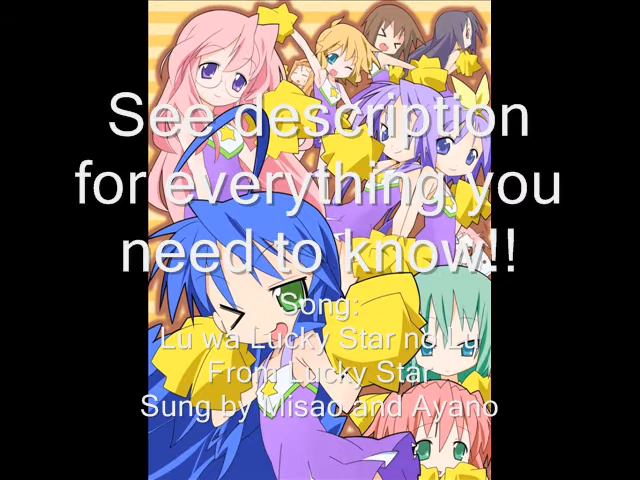 See description
for everything you
need to know!!
Song:
Lu wa Lucky Star no Lu
From Lucky Star
Sung by Misao and Ayano